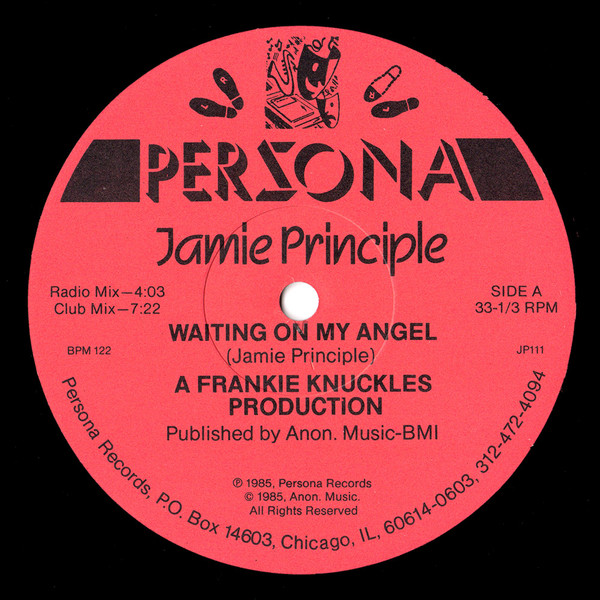 PERSONA
Jamie Principle
Radio Mix—4:03
Club Mix—7:22
SIDE A
33-1/3 RPM
WAITING ON MY ANGEL
(Jamie Principle)
BPM 122
JP111
A FRANKIE KNUCKLES
PRODUCTION
Published by Anon. Music-BMI
℗ 1985, Persona Records
© 1985, Anon. Music.
All Rights Reserved
Persona Records, P.O. Box 14603, Chicago, IL, 60614-0603, 312-472-4094